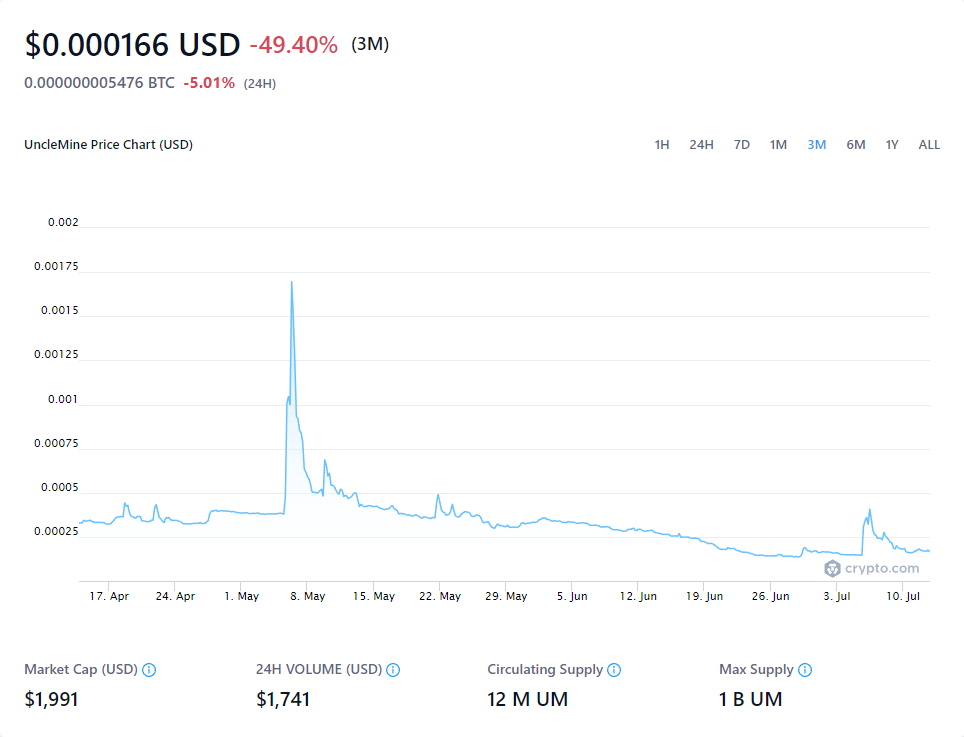 $0.000166 USD -49.40% (3M)
0.000000005476 BTC -5.01% (24H)
UncleMine Price Chart (USD) 1H 24H 7D 1M 3M 6M 1Y ALL
0.002
0.00175
0.0015
0.00125
0.001
0.00075
0.0005
0.00025
crypto.com
17. Apr 24. Apr 1. May 8. May 15. May 22. May 29. May 5. Jun 12. Jun 19. Jun 26. Jun 3. Jul 10. Jul
Market Cap (USD) 24H VOLUME (USD) Circulating Supply Max Supply
$1,991 $1,741 12 M UM 1 B UM